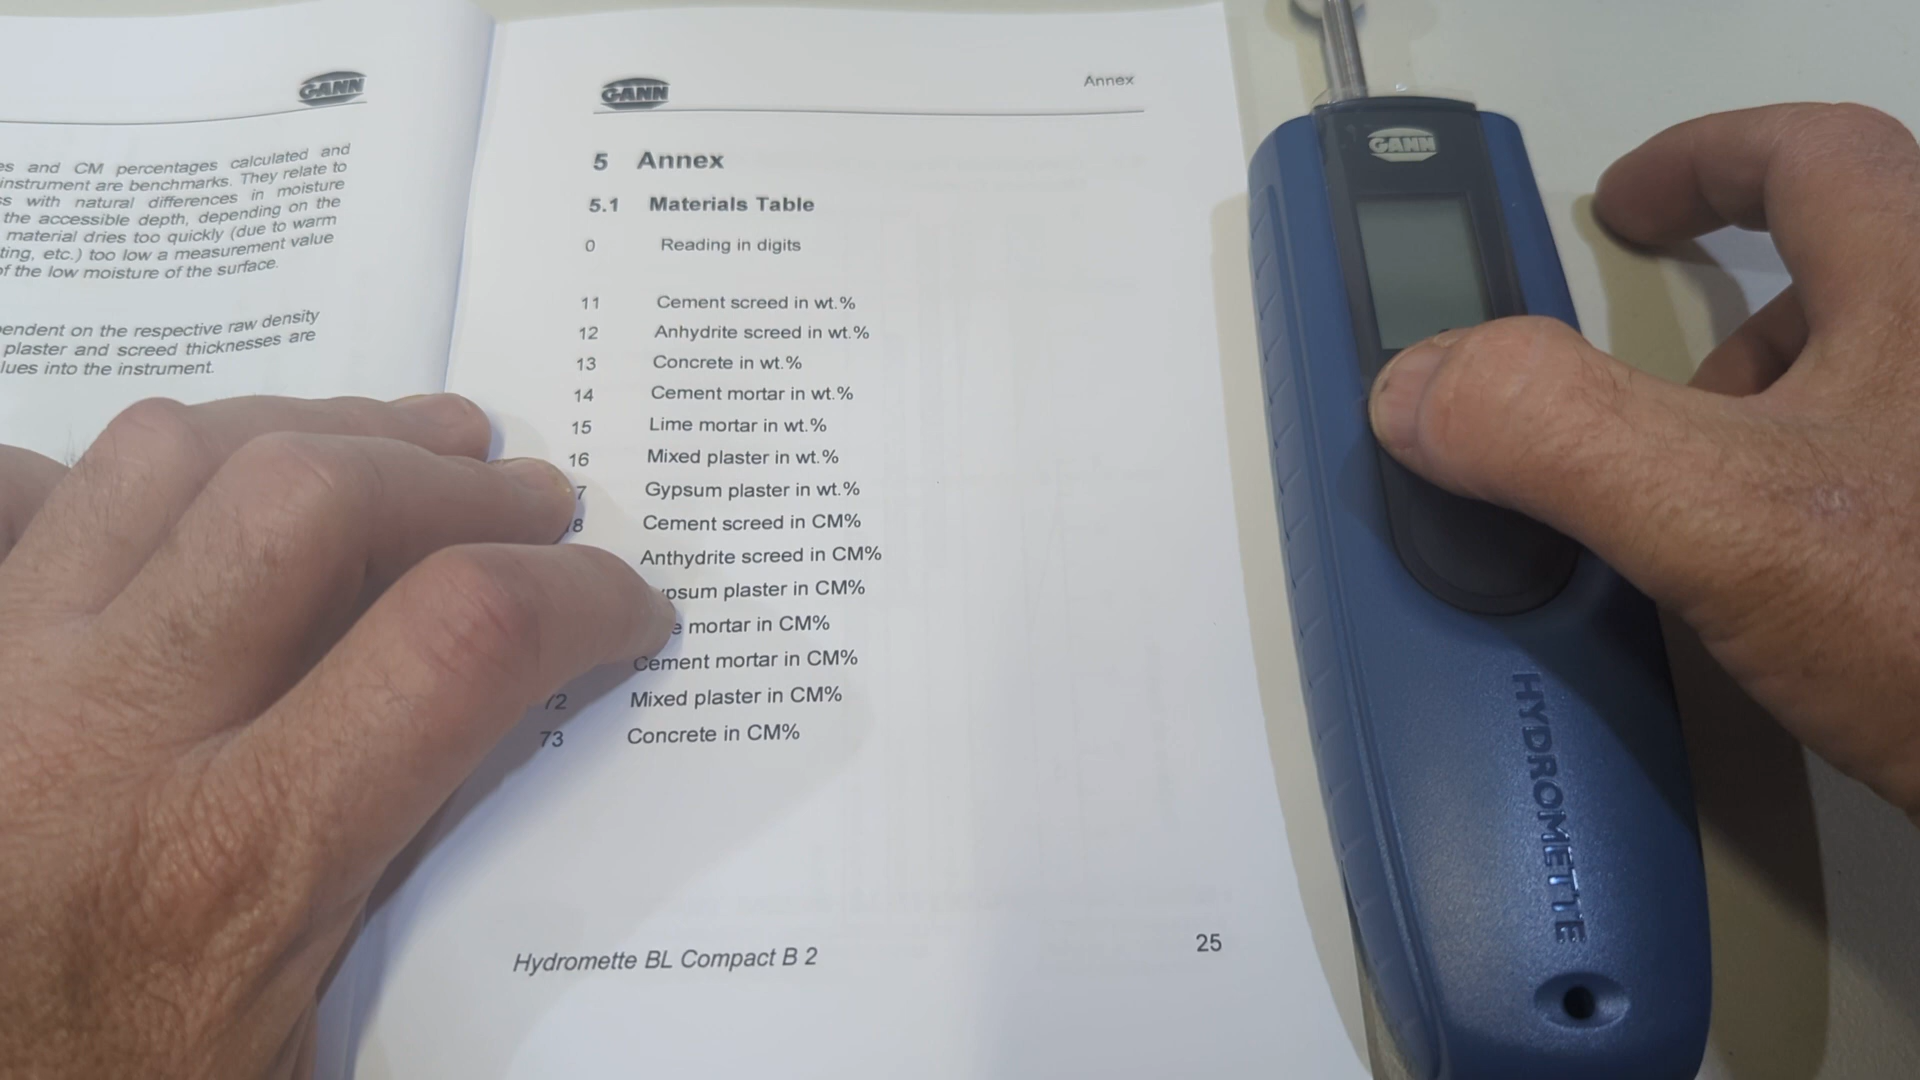 GANN
es and CM percentages calculated and
instrument are benchmarks. They relate to
ss with natural differences in moisture
the accessible depth, depending on the
material dries too quickly (due to warm
ting, etc.) too low a measurement value
of the low moisture of the surface.
endent on the respective raw density
plaster and screed thicknesses are
lues into the instrument.
GANN
Annex
5 Annex
5.1 Materials Table
0 Reading in digits
11 Cement screed in wt.%
12 Anhydrite screed in wt.%
13 Concrete in wt.%
14 Cement mortar in wt.%
15 Lime mortar in wt.%
16 Mixed plaster in wt.%
7 Gypsum plaster in wt.%
8 Cement screed in CM%
Anthydrite screed in CM%
psum plaster in CM%
e mortar in CM%
Cement mortar in CM%
72 Mixed plaster in CM%
73 Concrete in CM%
Hydromette BL Compact B 2
25
GANN
HYDROMETTE